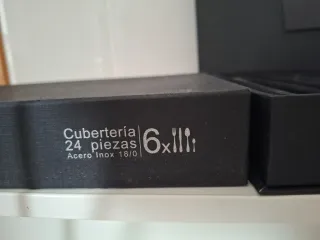 Cubertería
24 piezas
Acero Inox 18/0
6x